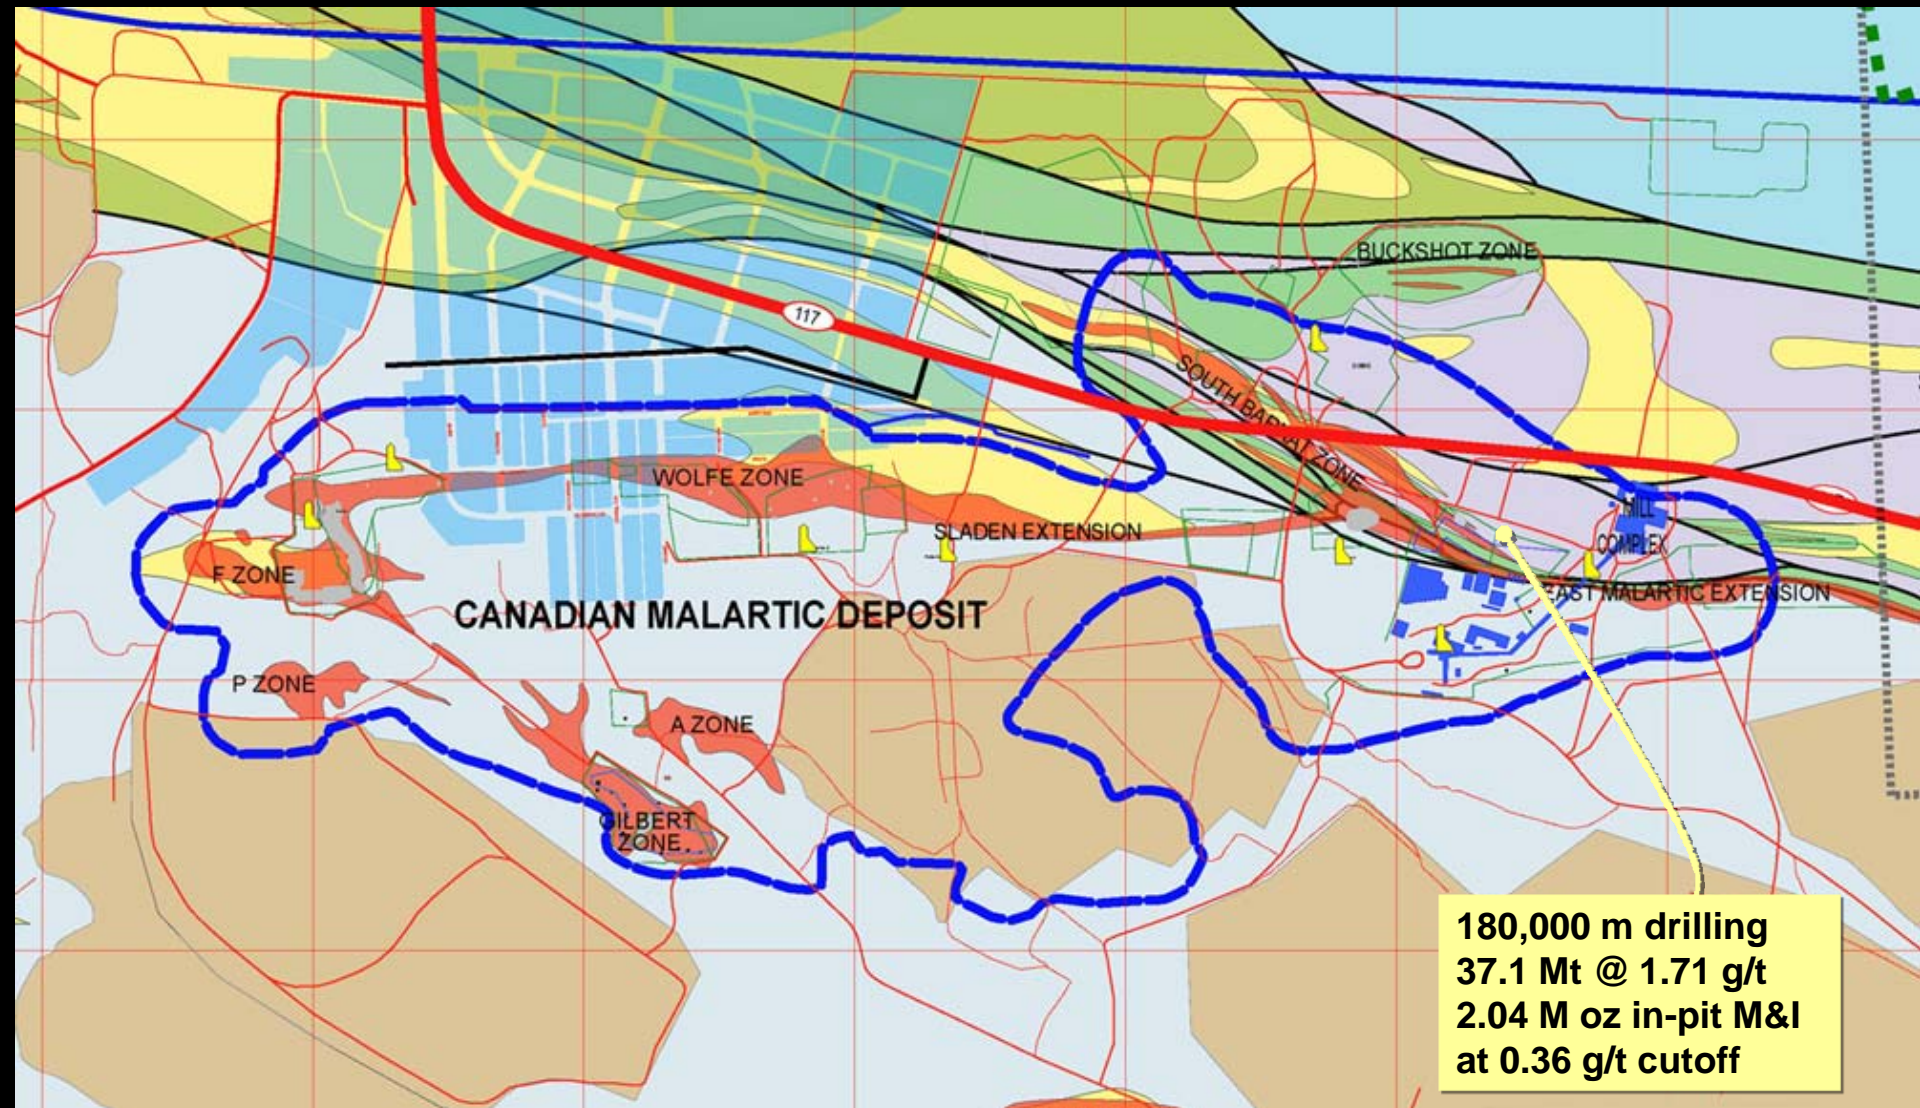 BUCKSHOT ZONE
117
SOUTH BARNAT ZONE
WOLFE ZONE
SLADEN EXTENSION
MILL
COMPLEX
F ZONE
EAST MALARTIC EXTENSION
CANADIAN MALARTIC DEPOSIT
P ZONE
A ZONE
GILBERT
ZONE
180,000 m drilling
37.1 Mt @ 1.71 g/t
2.04 M oz in-pit M&I
at 0.36 g/t cutoff